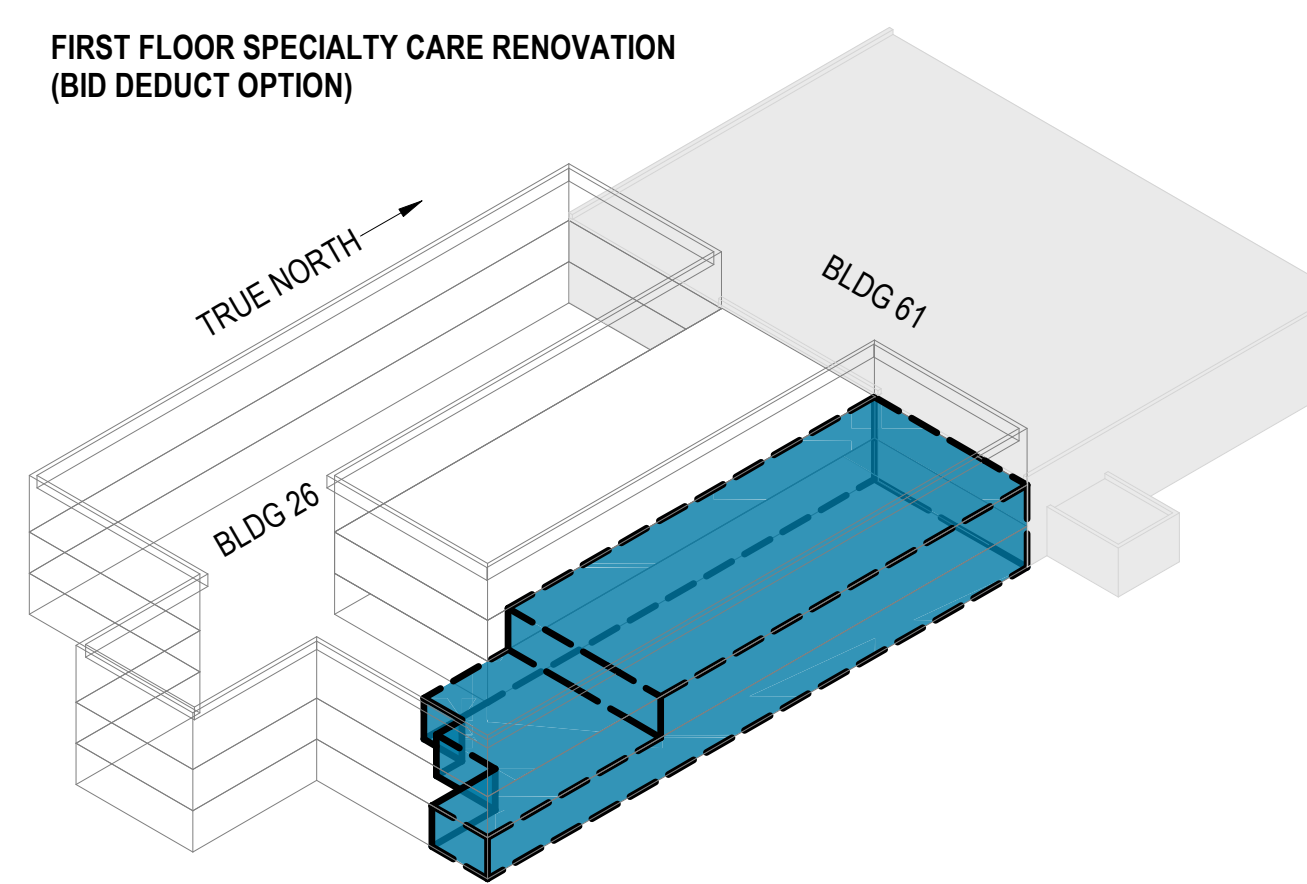 FIRST FLOOR SPECIALTY CARE RENOVATION
(BID DEDUCT OPTION)
TRUE NORTH
BLDG 61
BLDG 26